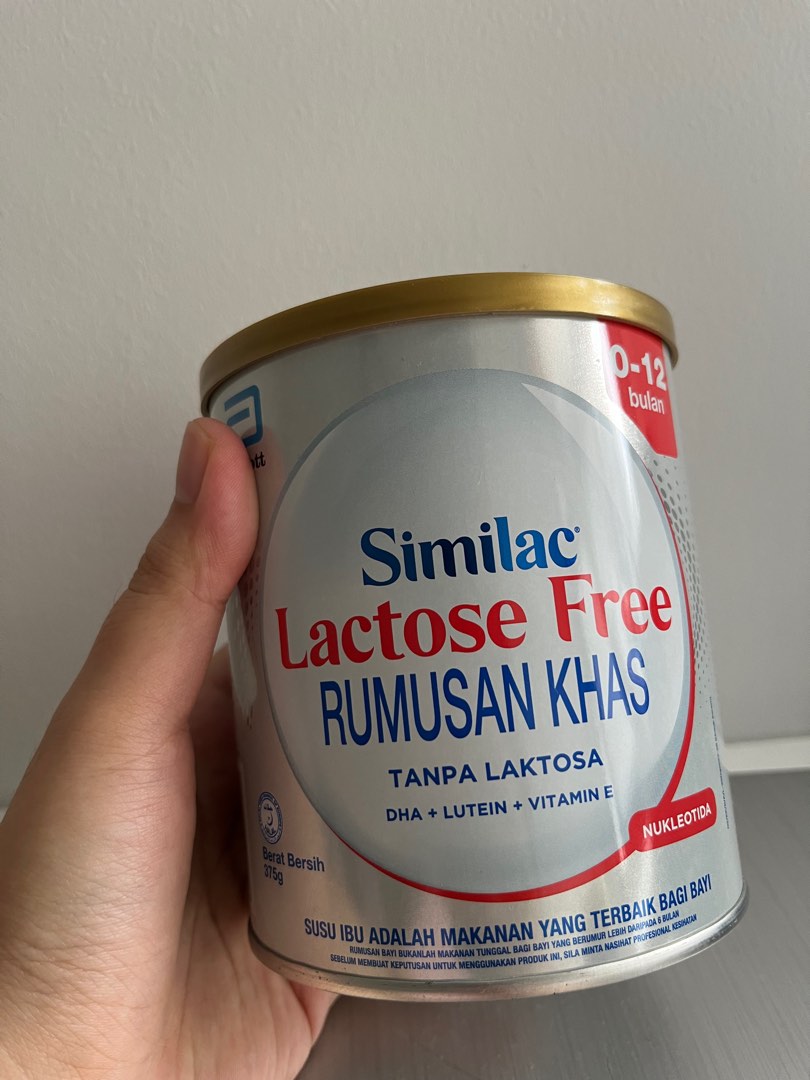 0-12
bulan
Similac
Lactose Free
RUMUSAN KHAS
TANPA LAKTOSA
DHA + LUTEIN + VITAMIN E
NUKLEOTIDA
Berat Bersih
375g
SUSU IBU ADALAH MAKANAN YANG TERBAIK BAGI BAYI
RUMUSAN BAYI BUKANLAH MAKANAN TUNGGAL BAGI BAYI YANG BERUMUR LEBIH DARIPADA 6 BULAN
SEBELUM MEMBUAT KEPUTUSAN UNTUK MENGGUNAKAN PRODUK INI, SILA MINTA NASIHAT PROFESIONAL KESIHATAN